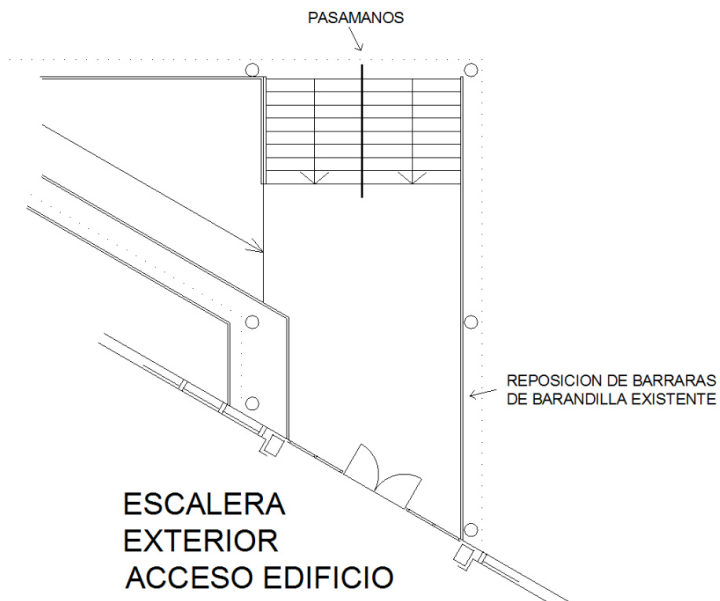 PASAMANOS
REPOSICION DE BARRARAS
DE BARANDILLA EXISTENTE
ESCALERA
EXTERIOR
ACCESO EDIFICIO